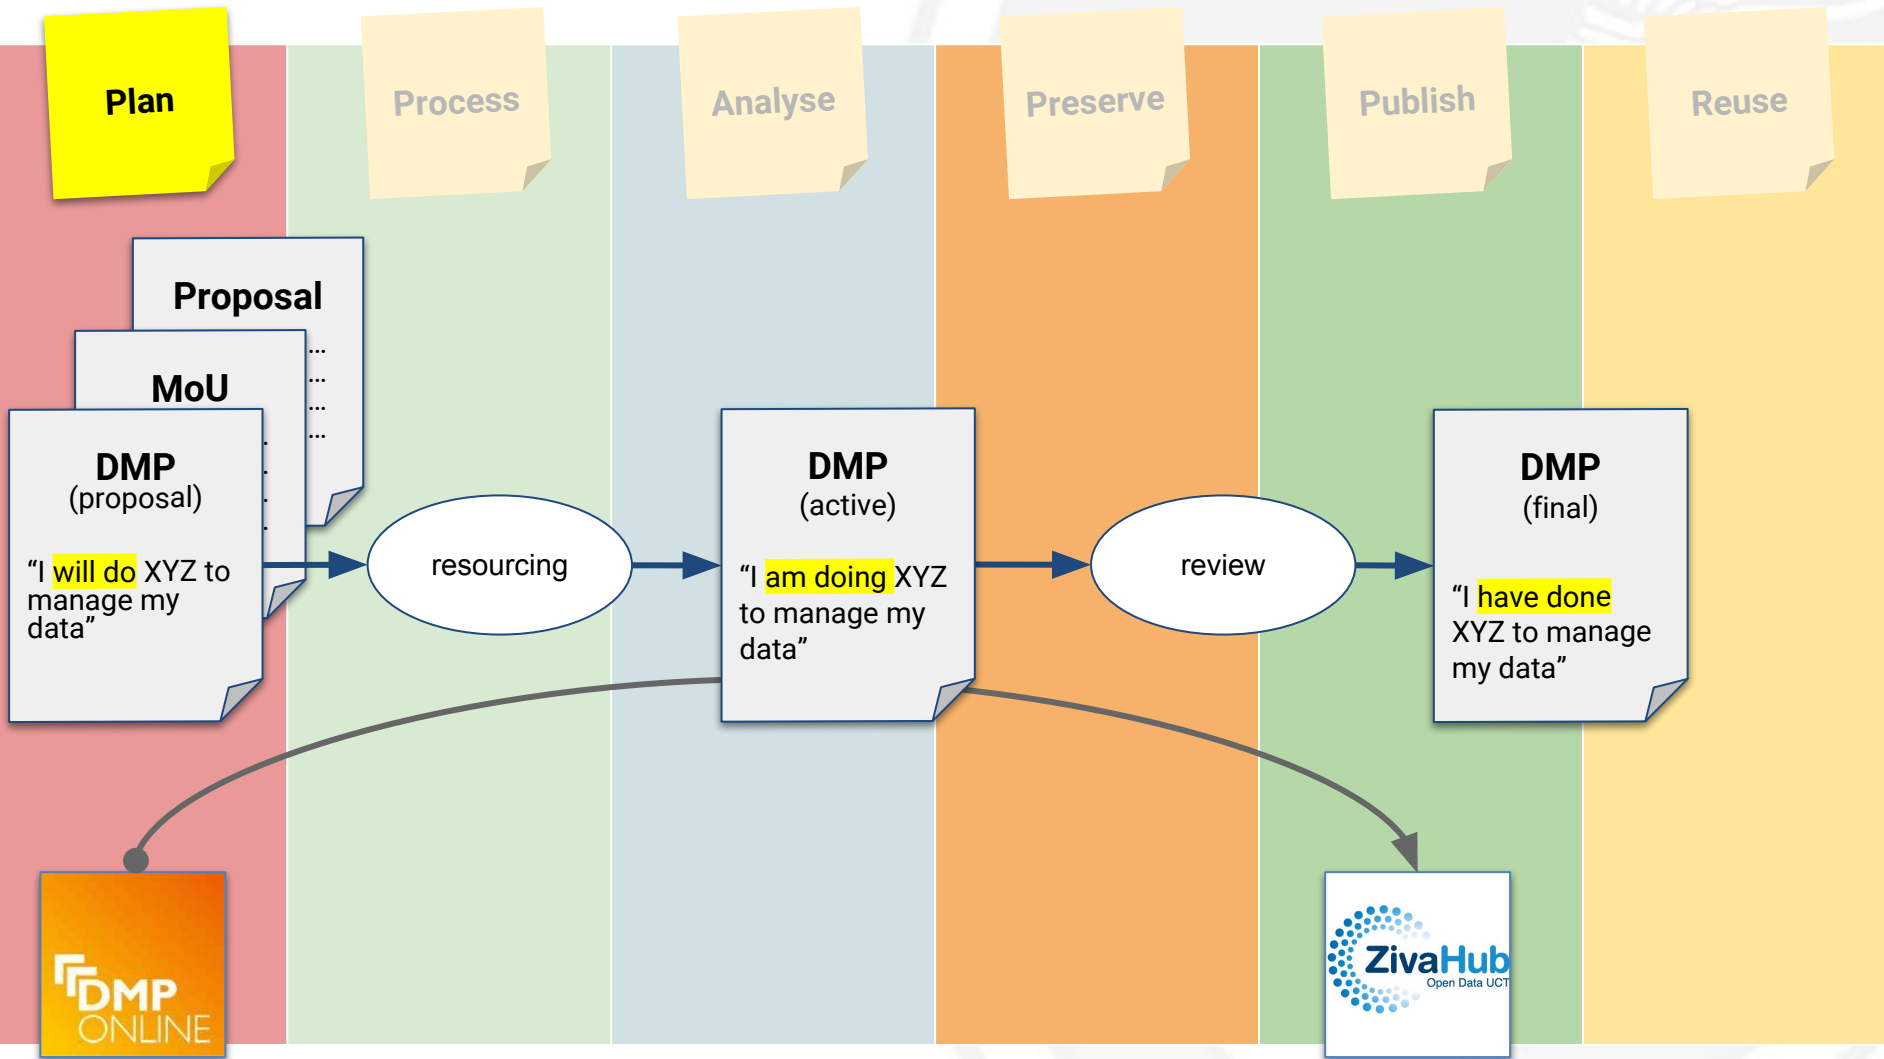 Plan
Process
Analyse
Preserve
Publish
Reuse
Proposal
...
...
...
...
MoU
.
.
.
.
DMP
(proposal)
“I will do XYZ to
manage my
data”
resourcing
DMP
(active)
“I am doing XYZ
to manage my
data”
review
DMP
(final)
“I have done
XYZ to manage
my data”
DMP
ONLINE
ZivaHub
Open Data UCT